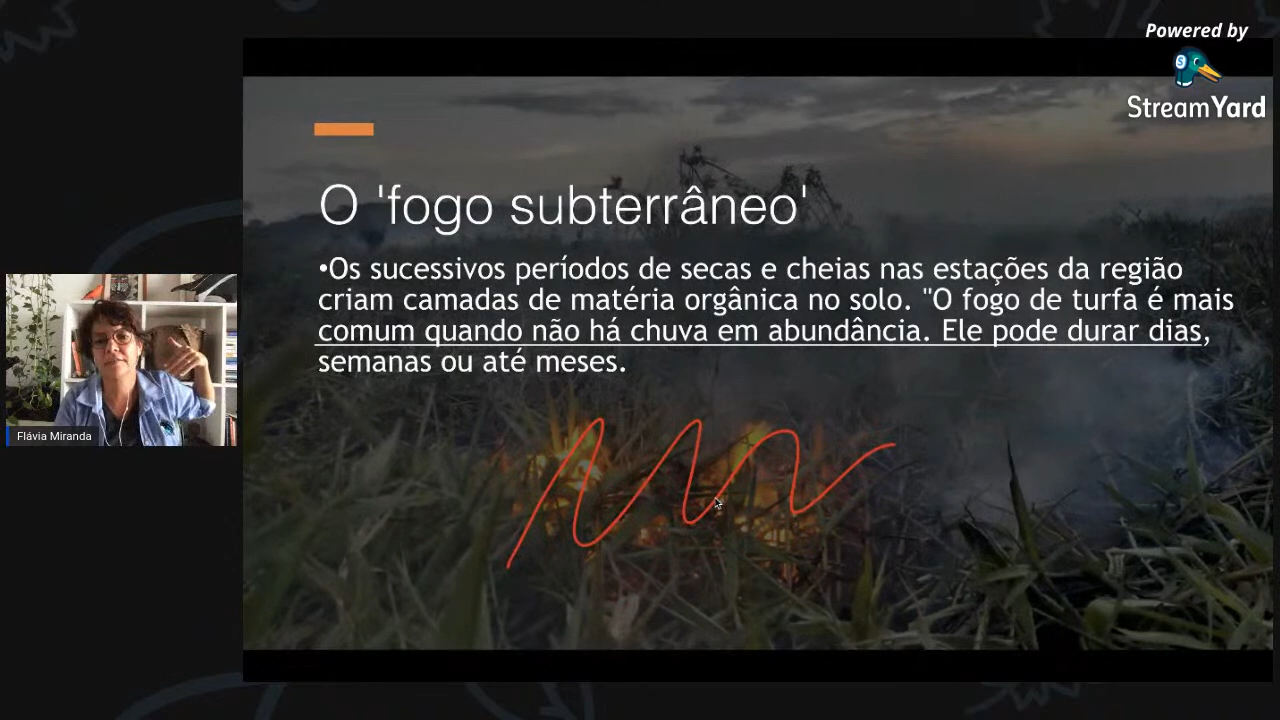 Powered by
StreamYard
O 'fogo subterrâneo'
•Os sucessivos períodos de secas e cheias nas estações da região
criam camadas de matéria orgânica no solo. "O fogo de turfa é mais
comum quando não há chuva em abundância. Ele pode durar dias,
semanas ou até meses.
Flávia Miranda